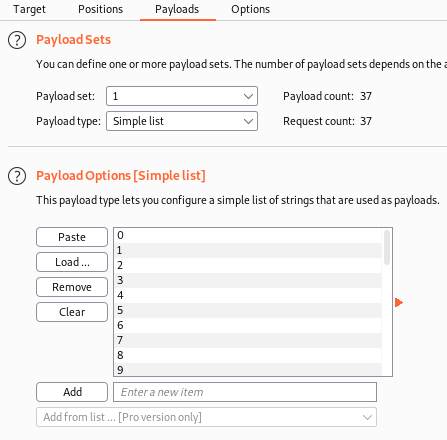 Target Positions Payloads Options
? Payload Sets
You can define one or more payload sets. The number of payload sets depends on the a
Payload set: 1 Payload count: 37
Payload type: Simple list Request count: 37
? Payload Options [Simple list]
This payload type lets you configure a simple list of strings that are used as payloads.
Paste
Load ...
Remove
Clear
0
1
2
3
4
5
6
7
8
9
Add Enter a new item
Add from list ... [Pro version only]